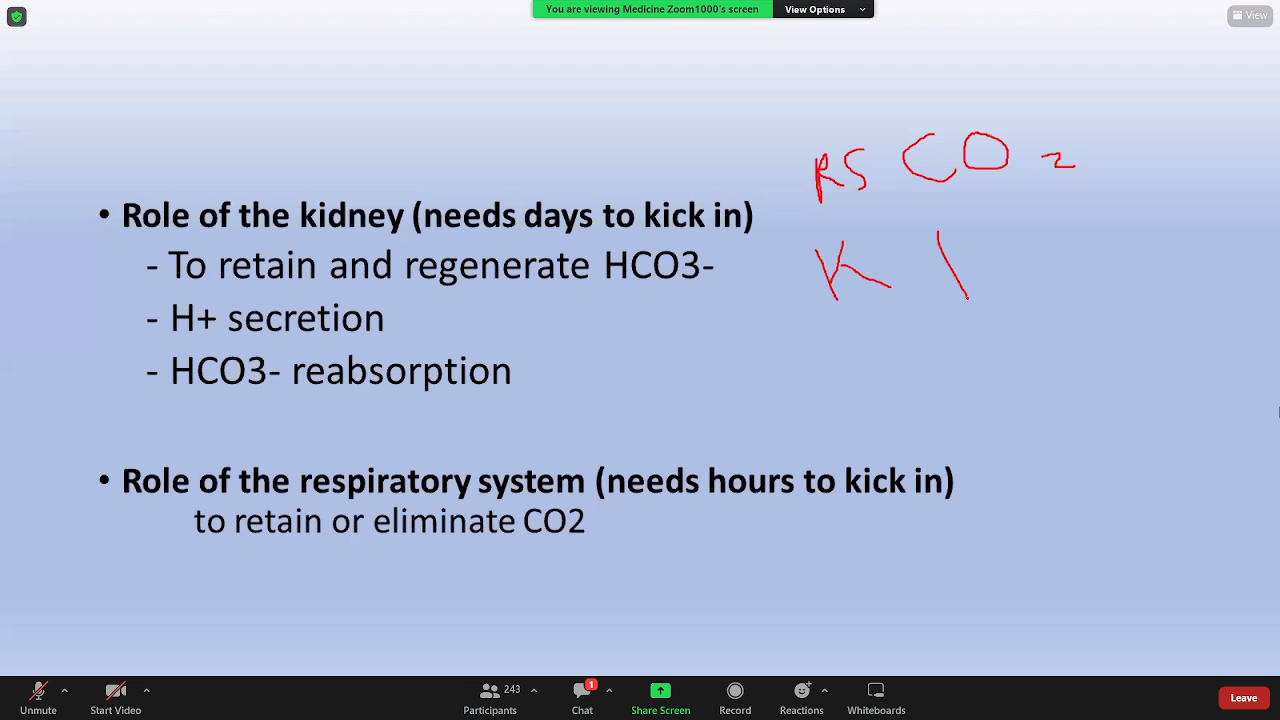 You are viewing Medicine Zoom1000's screen View Options
View
RS CO2
• Role of the kidney (needs days to kick in)
- To retain and regenerate HCO3-
K
- H+ secretion
- HCO3- reabsorption
• Role of the respiratory system (needs hours to kick in)
to retain or eliminate CO2
243 1
Unmute Start Video Participants Chat Share Screen Record Reactions Whiteboards Leave